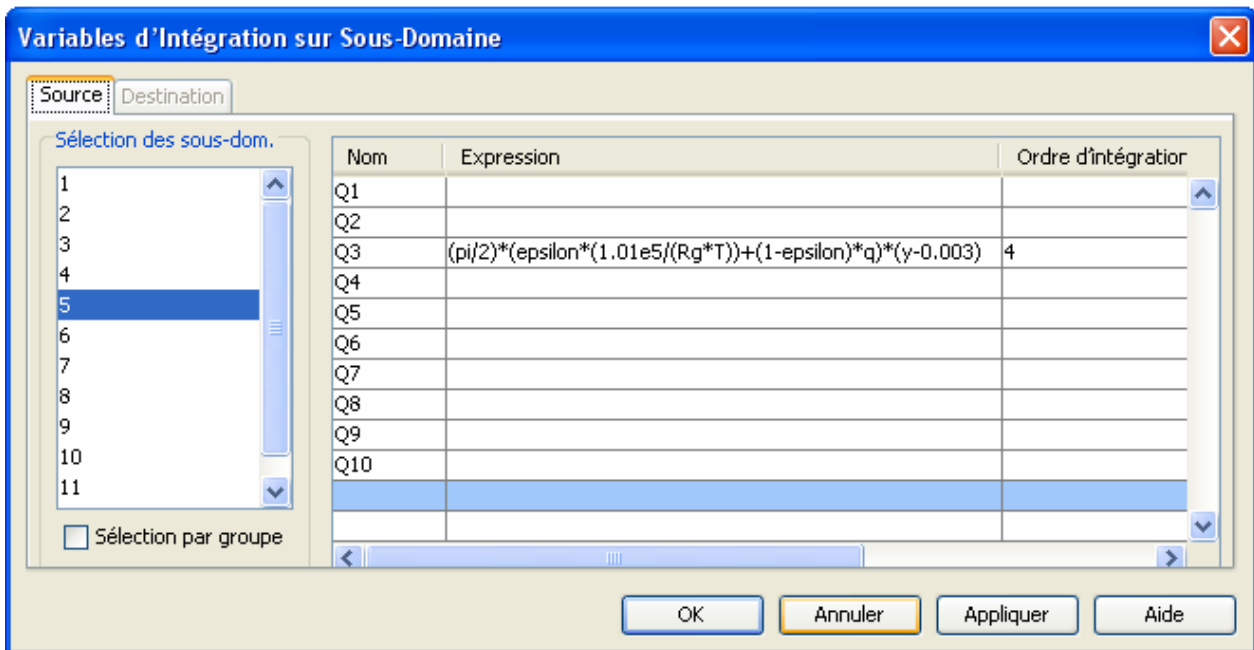 Variables d'Intégration sur Sous-Domaine
Source Destination
Sélection des sous-dom.
1
2
3
4
5
6
7
8
9
10
11
Sélection par groupe
Nom Expression Ordre d'intégration
Q1
Q2
Q3 (pi/2)*(epsilon*(1.01e5/(Rg*T))+(1-epsilon)*q)*(y-0.003) 4
Q4
Q5
Q6
Q7
Q8
Q9
Q10
OK Annuler Appliquer Aide